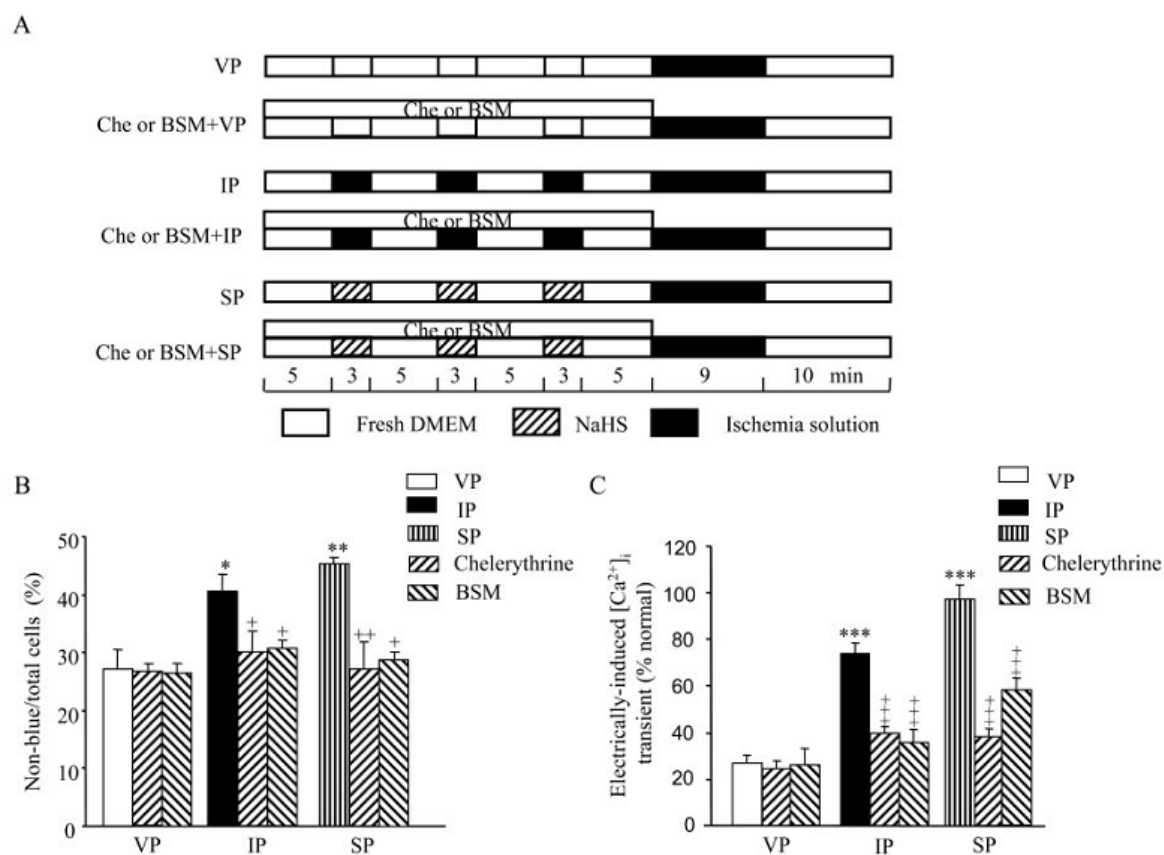 A
VP
Che or BSM
Che or BSM+VP
IP
Che or BSM
Che or BSM+IP
SP
Che or BSM
Che or BSM+SP
5 3 5 3 5 3 5 9 10 min
Fresh DMEM NaHS Ischemia solution
B
VP
IP
SP
Chelerythrine
BSM
Non-blue/total cells (%)
50
40
30
20
10
0
*
+
+
**
++
+
VP IP SP
C
VP
IP
SP
Chelerythrine
BSM
Electrically-induced [Ca²⁺]i
transient (% normal)
120
100
80
60
40
20
0
***
+++
+++
***
+++
+++
VP IP SP